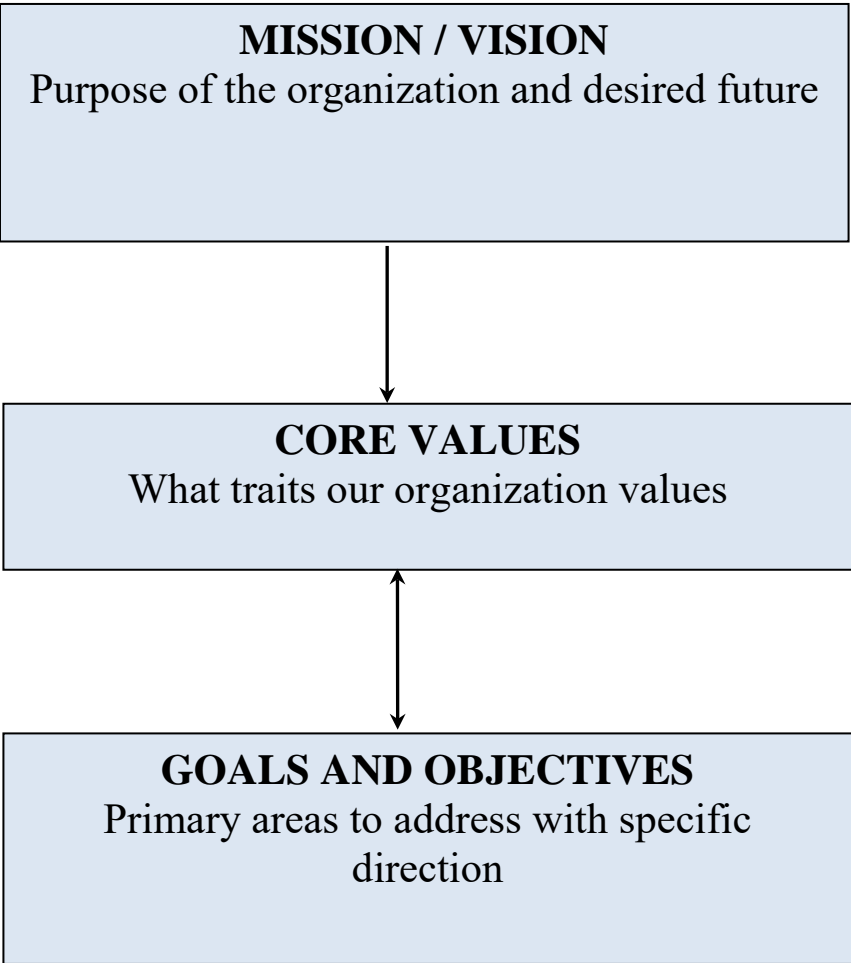 MISSION / VISION
Purpose of the organization and desired future
CORE VALUES
What traits our organization values
GOALS AND OBJECTIVES
Primary areas to address with specific
direction